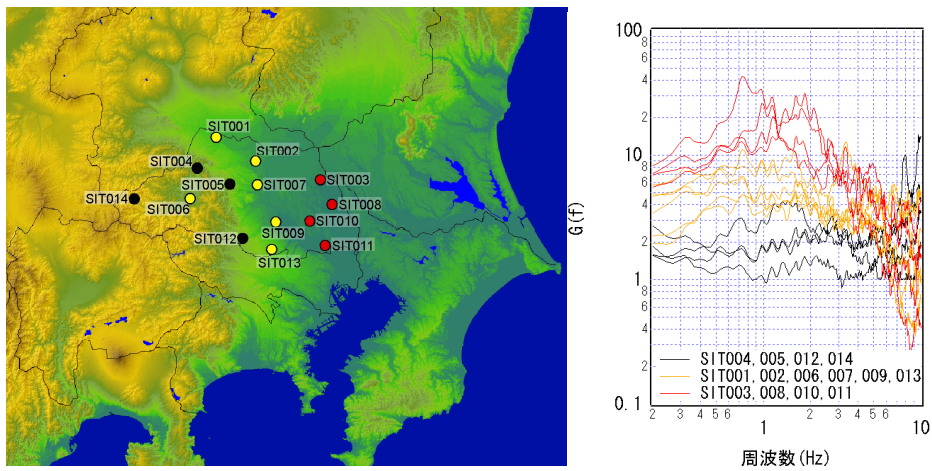 SIT001
SIT002
SIT004
SIT005
SIT007
SIT003
SIT014
SIT006
SIT008
SIT010
SIT009
SIT012
SIT011
SIT013
100
8
6
4
2
10
8
6
4
2
1
8
6
4
2
0.1
G(f)
SIT004, 005, 012, 014
SIT001, 002, 006, 007, 009, 013
SIT003, 008, 010, 011
2 3 4 5 6 1 2 3 4 5 6 10
周波数(Hz)